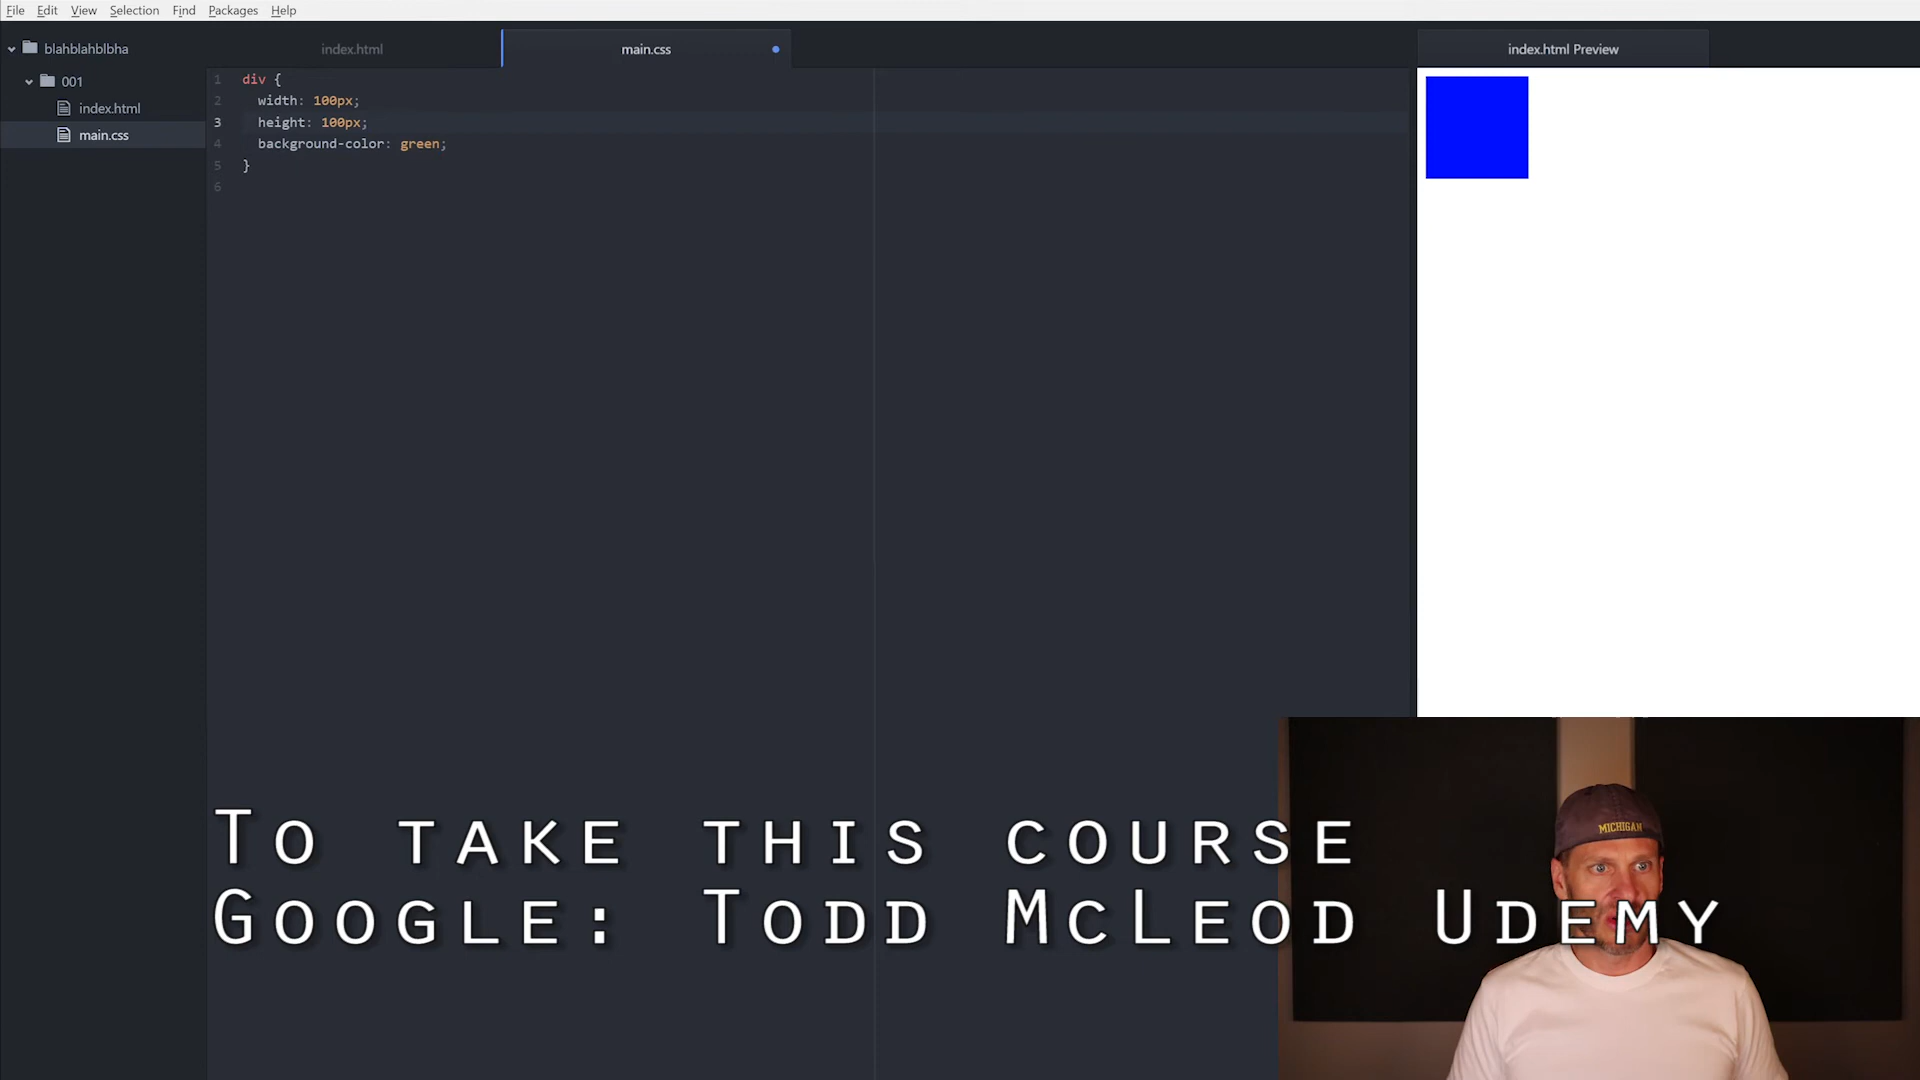 File Edit View Selection Find Packages Help
blahblahblbha
001
index.html
main.css
index.html
main.css
index.html Preview
1 div {
2 width: 100px;
3 height: 100px;
4 background-color: green;
5 }
6
MICHIGAN
To take this course
Google: Todd McLeod Udemy